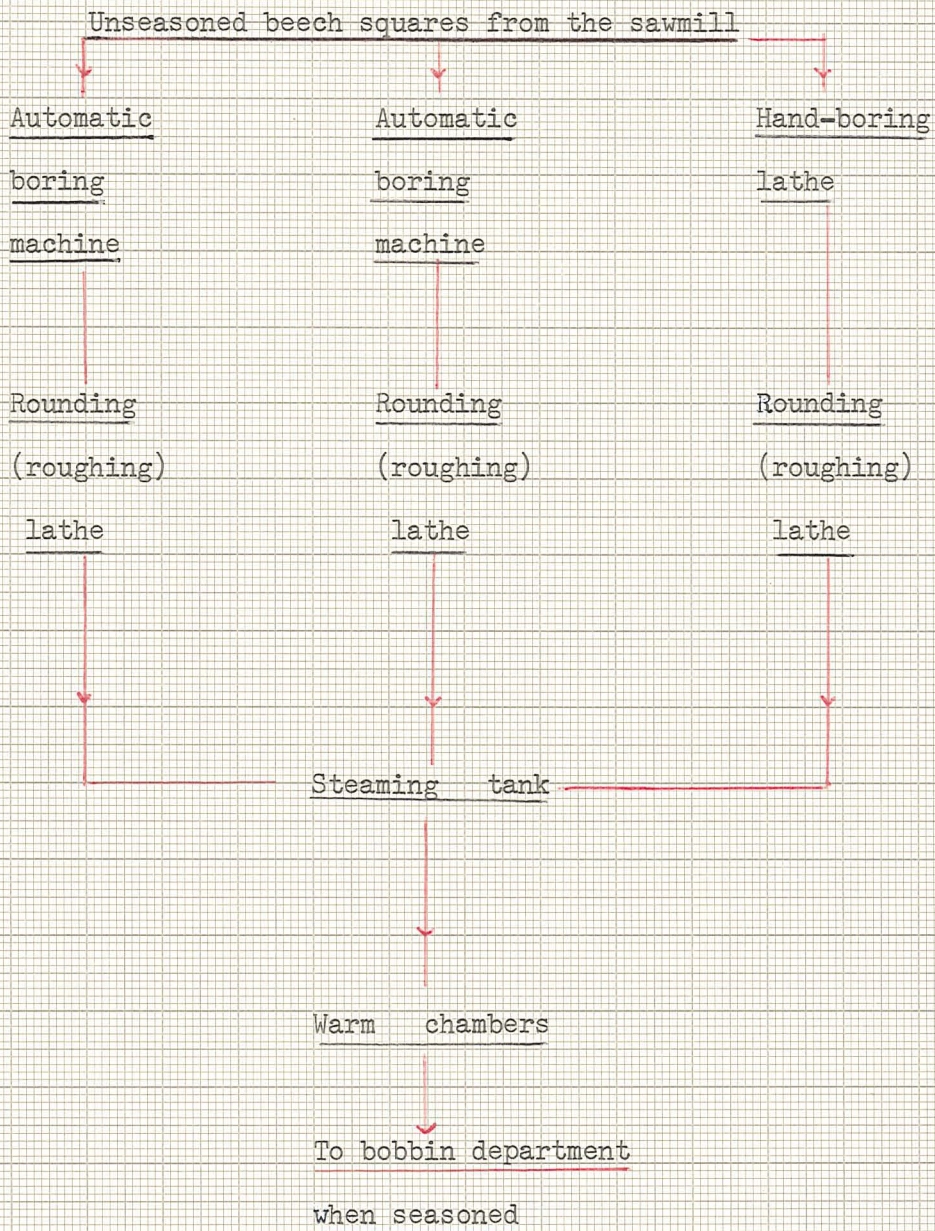 Unseasoned beech squares from the sawmill
Automatic Automatic Hand-boring
boring boring lathe
machine machine
Rounding Rounding Rounding
(roughing) (roughing) (roughing)
lathe lathe lathe
Steaming tank
Warm chambers
To bobbin department
when seasoned